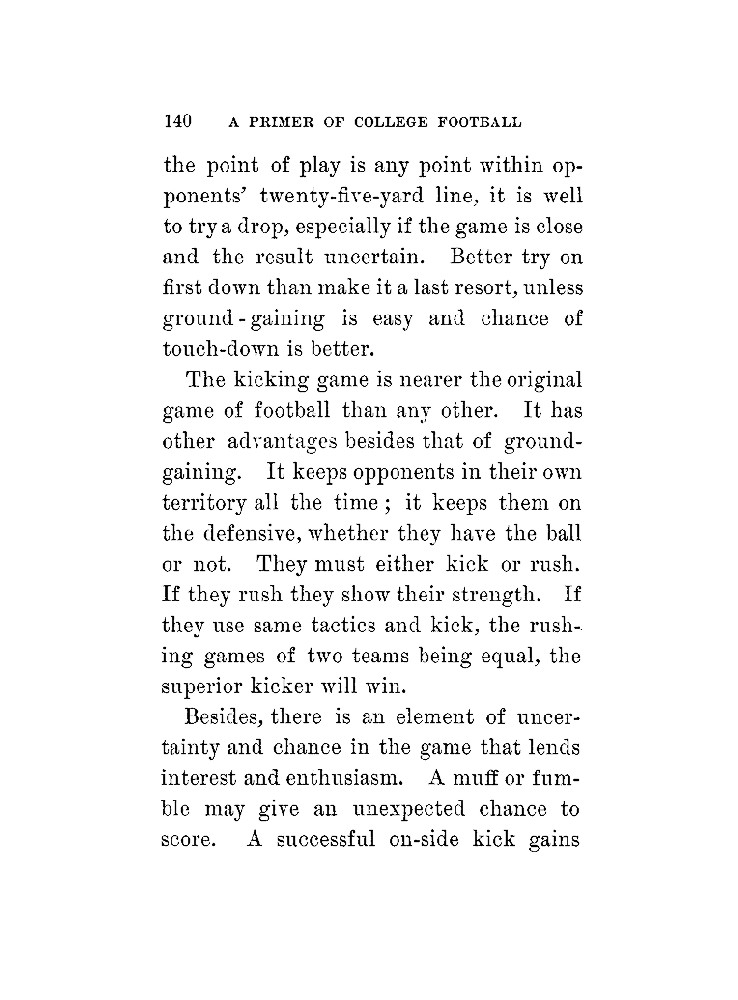 140 A PRIMER OF COLLEGE FOOTBALL
the point of play is any point within op-
ponents' twenty-five-yard line, it is well
to try a drop, especially if the game is close
and the result uncertain. Better try on
first down than make it a last resort, unless
ground-gaining is easy and chance of
touch-down is better.
The kicking game is nearer the original
game of football than any other. It has
other advantages besides that of ground-
gaining. It keeps opponents in their own
territory all the time; it keeps them on
the defensive, whether they have the ball
or not. They must either kick or rush.
If they rush they show their strength. If
they use same tactics and kick, the rush-
ing games of two teams being equal, the
superior kicker will win.
Besides, there is an element of uncer-
tainty and chance in the game that lends
interest and enthusiasm. A muff or fum-
ble may give an unexpected chance to
score. A successful on-side kick gains